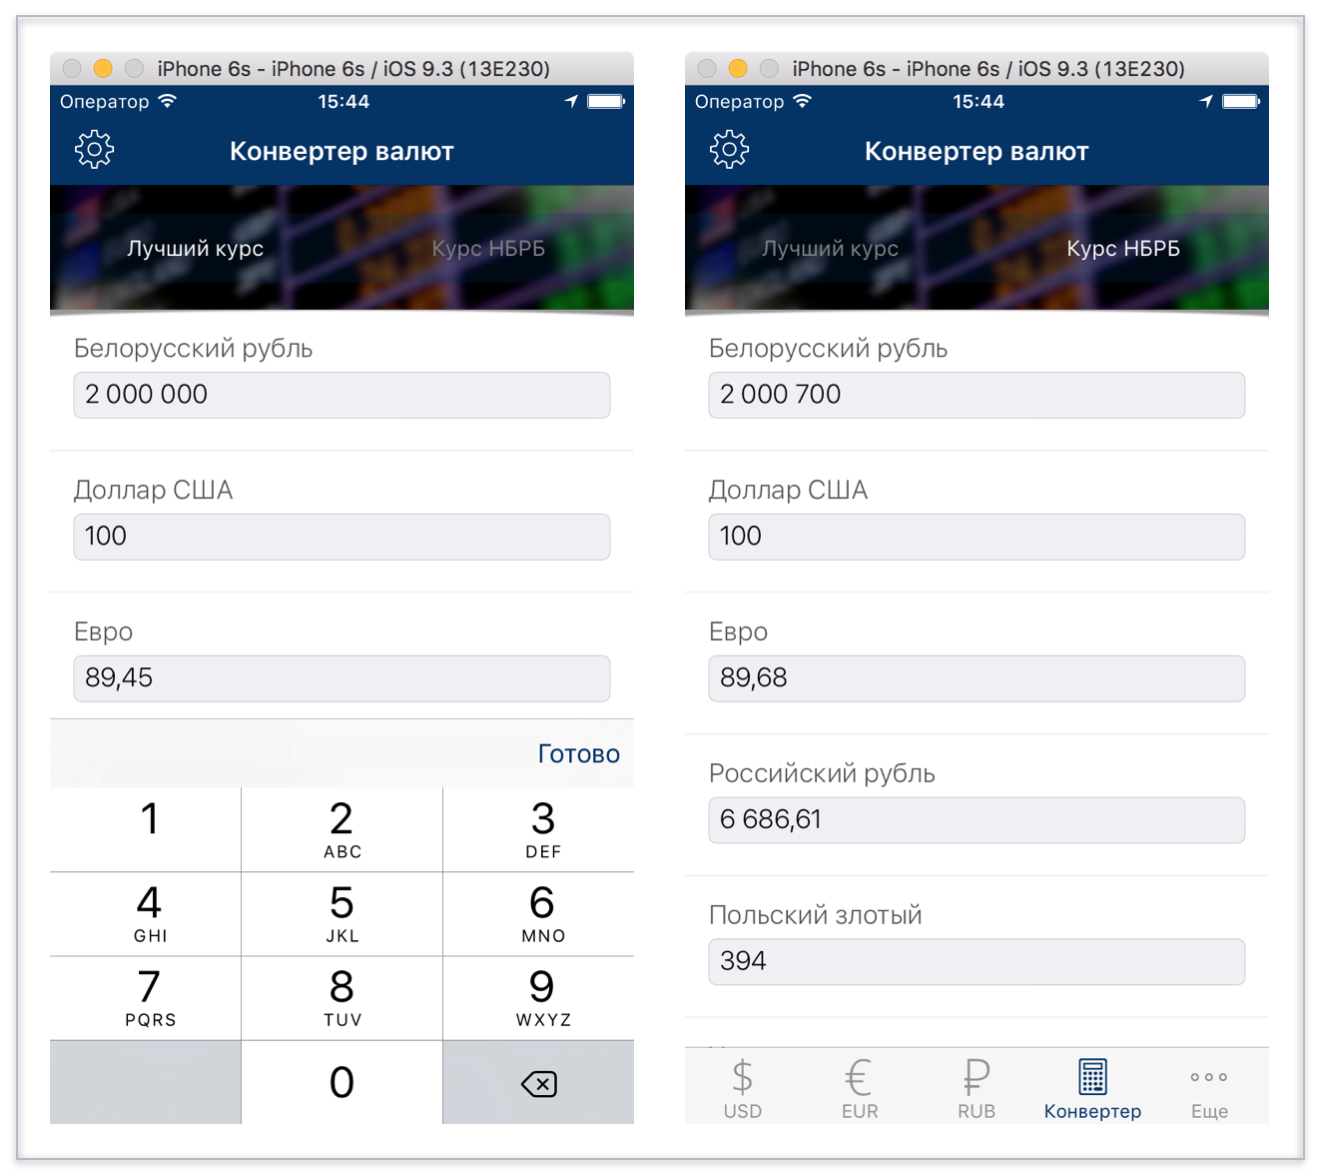 iPhone 6s - iPhone 6s / iOS 9.3 (13E230)
Оператор 15:44
Конвертер валют
Лучший курс Курс НБРБ
Белорусский рубль
2 000 000
Доллар США
100
Евро
89,45
Готово
1 2 3
ABC DEF
4 5 6
GHI JKL MNO
7 8 9
PQRS TUV WXYZ
0
iPhone 6s - iPhone 6s / iOS 9.3 (13E230)
Оператор 15:44
Конвертер валют
Лучший курс Курс НБРБ
Белорусский рубль
2 000 700
Доллар США
100
Евро
89,68
Российский рубль
6 686,61
Польский злотый
394
$ € ₽
USD EUR RUB Конвертер Еще